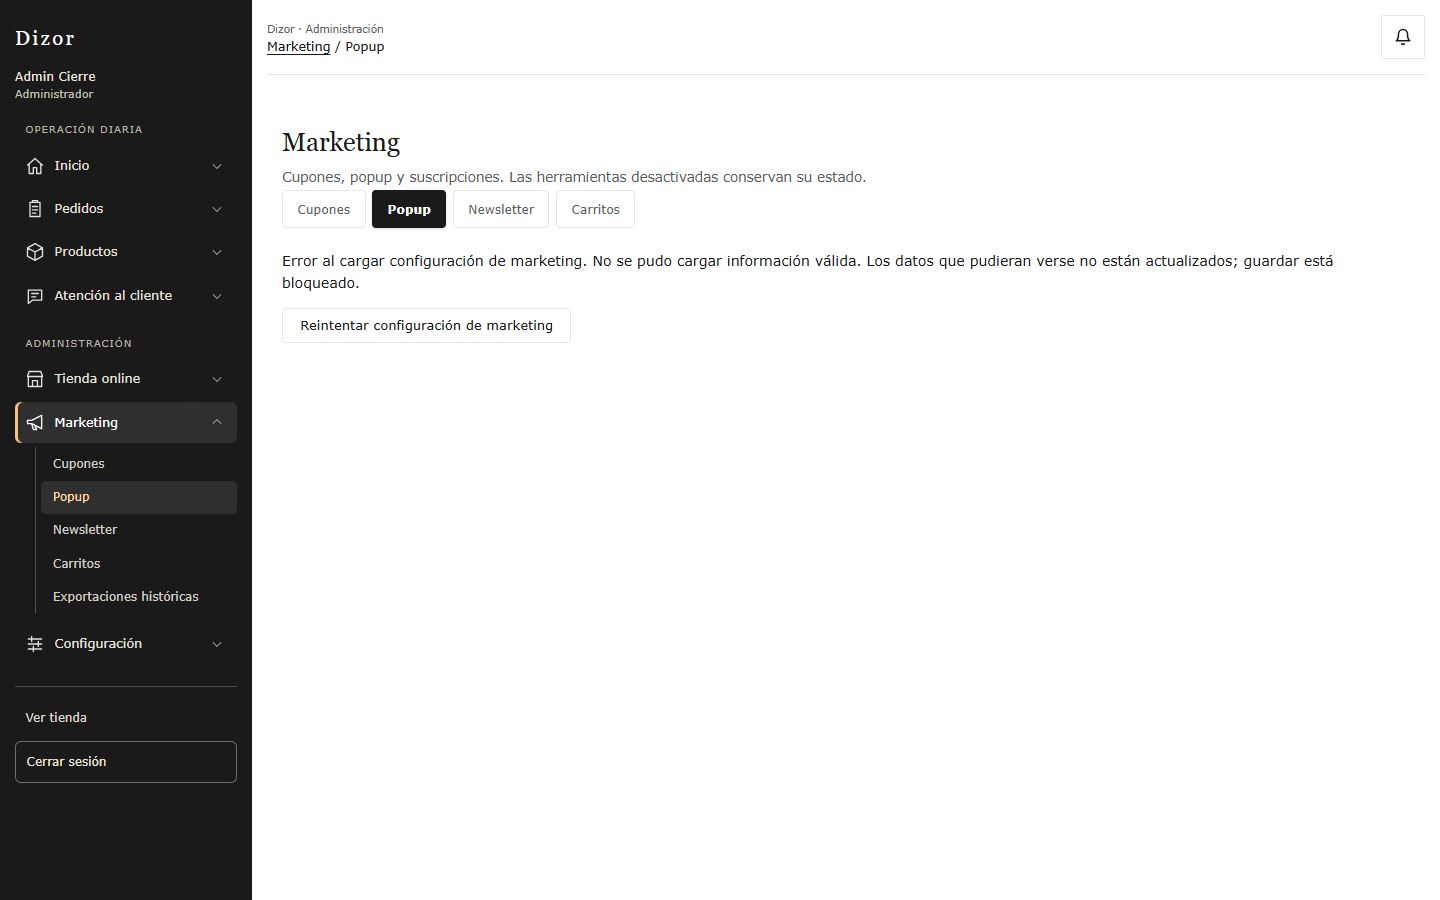 Dizor
Admin Cierre
Administrador
OPERACIÓN DIARIA
Inicio
Pedidos
Productos
Atención al cliente
ADMINISTRACIÓN
Tienda online
Marketing
Cupones
Popup
Newsletter
Carritos
Exportaciones históricas
Configuración
Ver tienda
Cerrar sesión
Dizor · Administración
Marketing / Popup
Marketing
Cupones, popup y suscripciones. Las herramientas desactivadas conservan su estado.
Cupones Popup Newsletter Carritos
Error al cargar configuración de marketing. No se pudo cargar información válida. Los datos que pudieran verse no están actualizados; guardar está
bloqueado.
Reintentar configuración de marketing